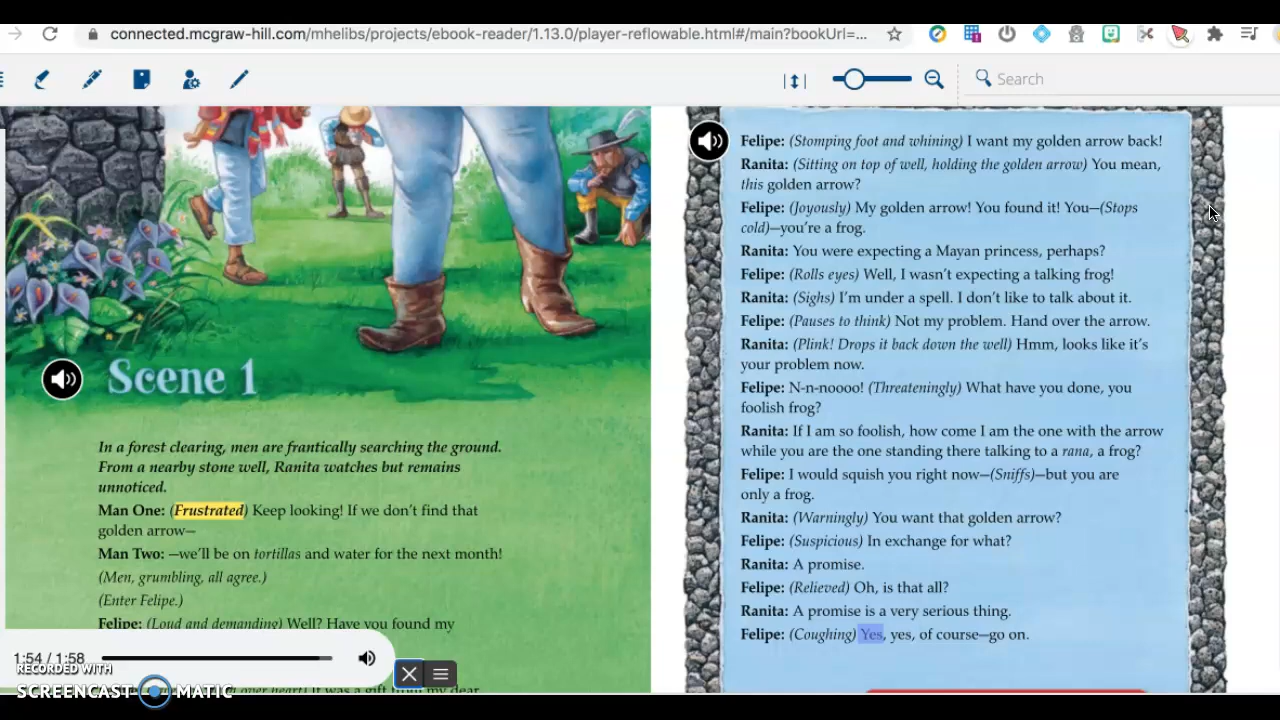 connected.mcgraw-hill.com/mhelibs/projects/ebook-reader/1.13.0/player-reflowable.html#/main?bookUrl=...
Search
Scene 1
In a forest clearing, men are frantically searching the ground.
From a nearby stone well, Ranita watches but remains
unnoticed.
Man One: (Frustrated) Keep looking! If we don't find that
golden arrow—
Man Two: —we'll be on tortillas and water for the next month!
(Men, grumbling, all agree.)
(Enter Felipe.)
Felipe: (Loud and demanding) Well? Have you found my
over heart) It was a gift from my dear
1:54 / 1:58
RECORDED WITH
SCREENCAST MATIC
Felipe: (Stomping foot and whining) I want my golden arrow back!
Ranita: (Sitting on top of well, holding the golden arrow) You mean,
this golden arrow?
Felipe: (Joyously) My golden arrow! You found it! You—(Stops
cold)—you're a frog.
Ranita: You were expecting a Mayan princess, perhaps?
Felipe: (Rolls eyes) Well, I wasn't expecting a talking frog!
Ranita: (Sighs) I'm under a spell. I don't like to talk about it.
Felipe: (Pauses to think) Not my problem. Hand over the arrow.
Ranita: (Plink! Drops it back down the well) Hmm, looks like it's
your problem now.
Felipe: N-n-noooo! (Threateningly) What have you done, you
foolish frog?
Ranita: If I am so foolish, how come I am the one with the arrow
while you are the one standing there talking to a rana, a frog?
Felipe: I would squish you right now—(Sniffs)—but you are
only a frog.
Ranita: (Warningly) You want that golden arrow?
Felipe: (Suspicious) In exchange for what?
Ranita: A promise.
Felipe: (Relieved) Oh, is that all?
Ranita: A promise is a very serious thing.
Felipe: (Coughing) Yes, yes, of course—go on.